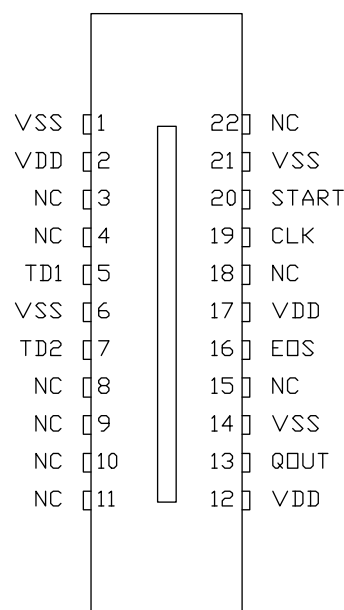 VSS 1 22 NC
VDD 2 21 VSS
NC 3 20 START
NC 4 19 CLK
TD1 5 18 NC
VSS 6 17 VDD
TD2 7 16 EOS
NC 8 15 NC
NC 9 14 VSS
NC 10 13 QOUT
NC 11 12 VDD